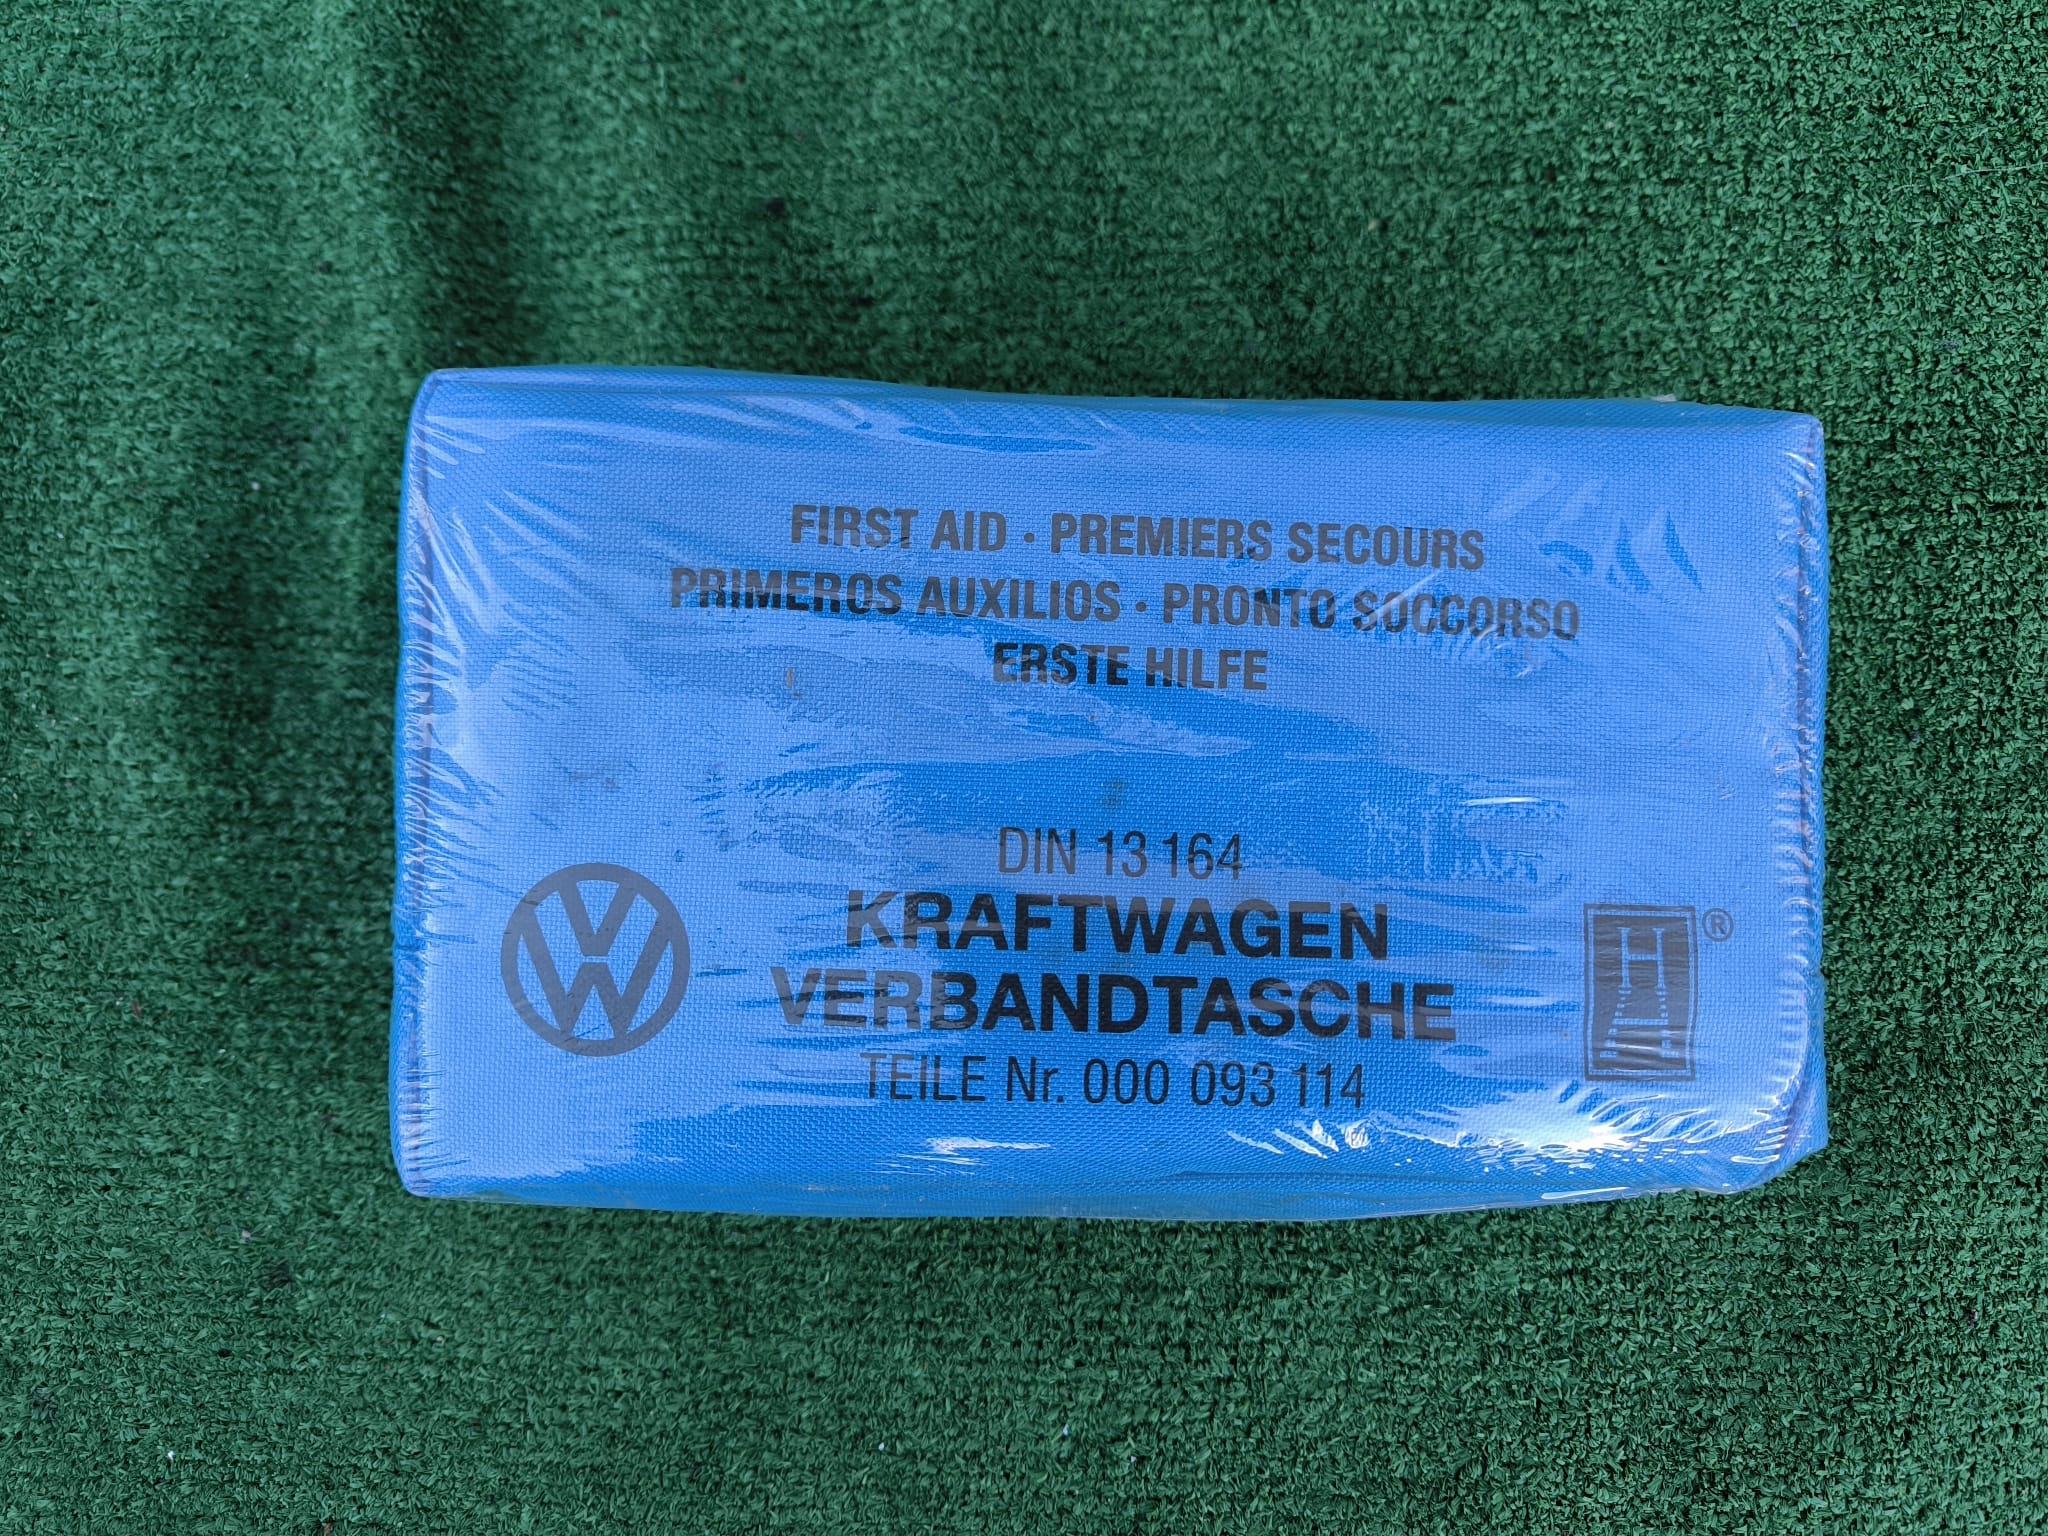 FIRST AID · PREMIERS SECOURS
PRIMEROS AUXILIOS · PRONTO SOCCORSO
ERSTE HILFE
DIN 13 164
KRAFTWAGEN
VERBANDTASCHE
TEILE Nr. 000 093 114
VW
H ®